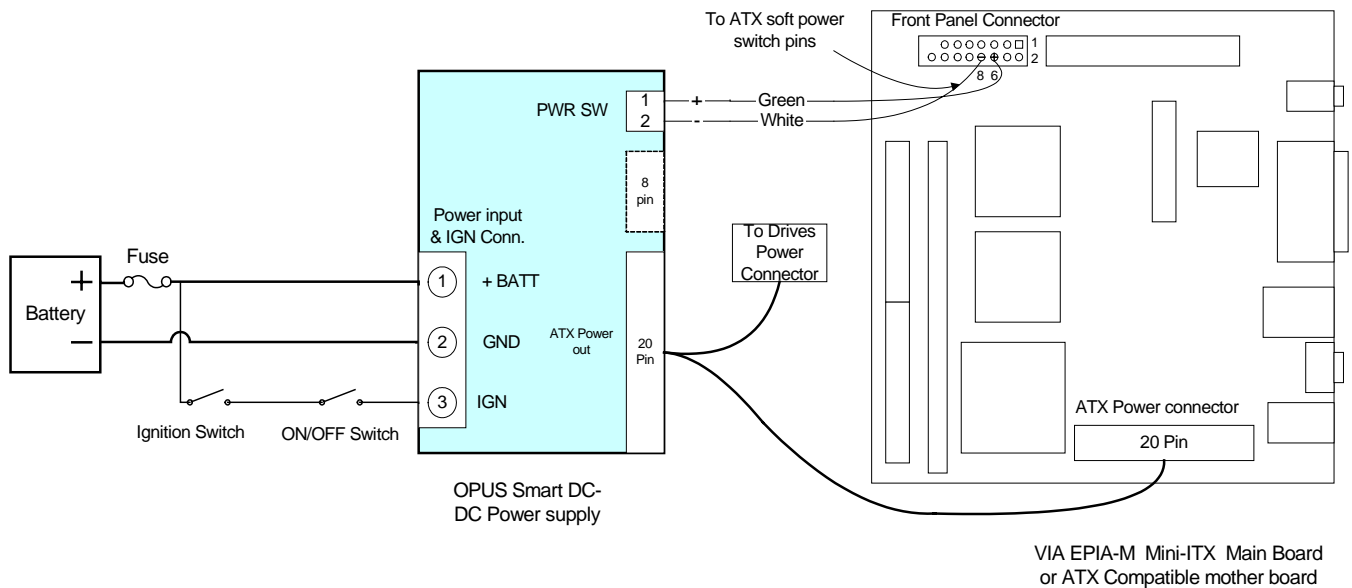 To ATX soft power
switch pins
Front Panel Connector
1
2
8 6
PWR SW
1
2
+
-
Green
White
8
pin
Power input
& IGN Conn.
To Drives
Power
Connector
Fuse
Battery
+
–
1
+ BATT
2
GND
3
IGN
ATX Power
out
20
Pin
Ignition Switch
ON/OFF Switch
ATX Power connector
20 Pin
OPUS Smart DC-
DC Power supply
VIA EPIA-M Mini-ITX Main Board
or ATX Compatible mother board